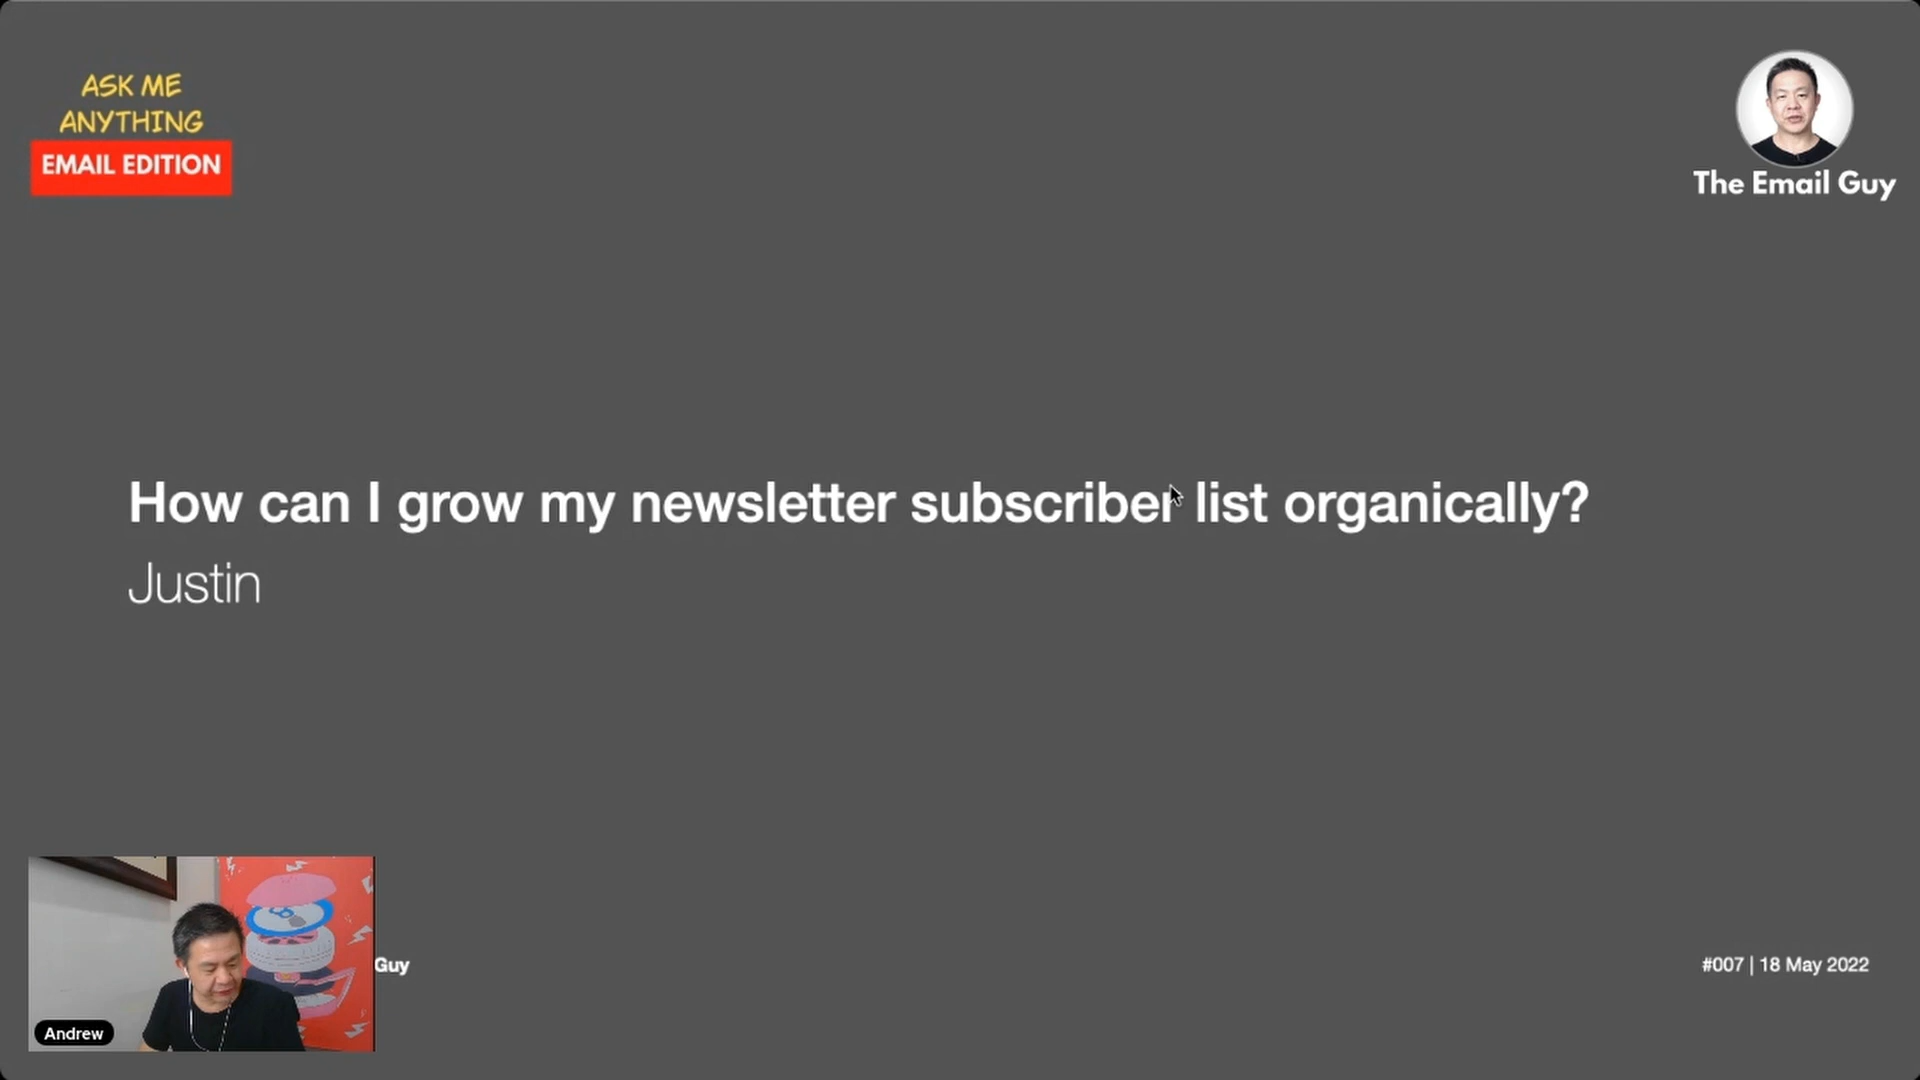 ASK ME
ANYTHING
EMAIL EDITION
The Email Guy
How can I grow my newsletter subscriber list organically?
Justin
Guy
Andrew
#007 | 18 May 2022